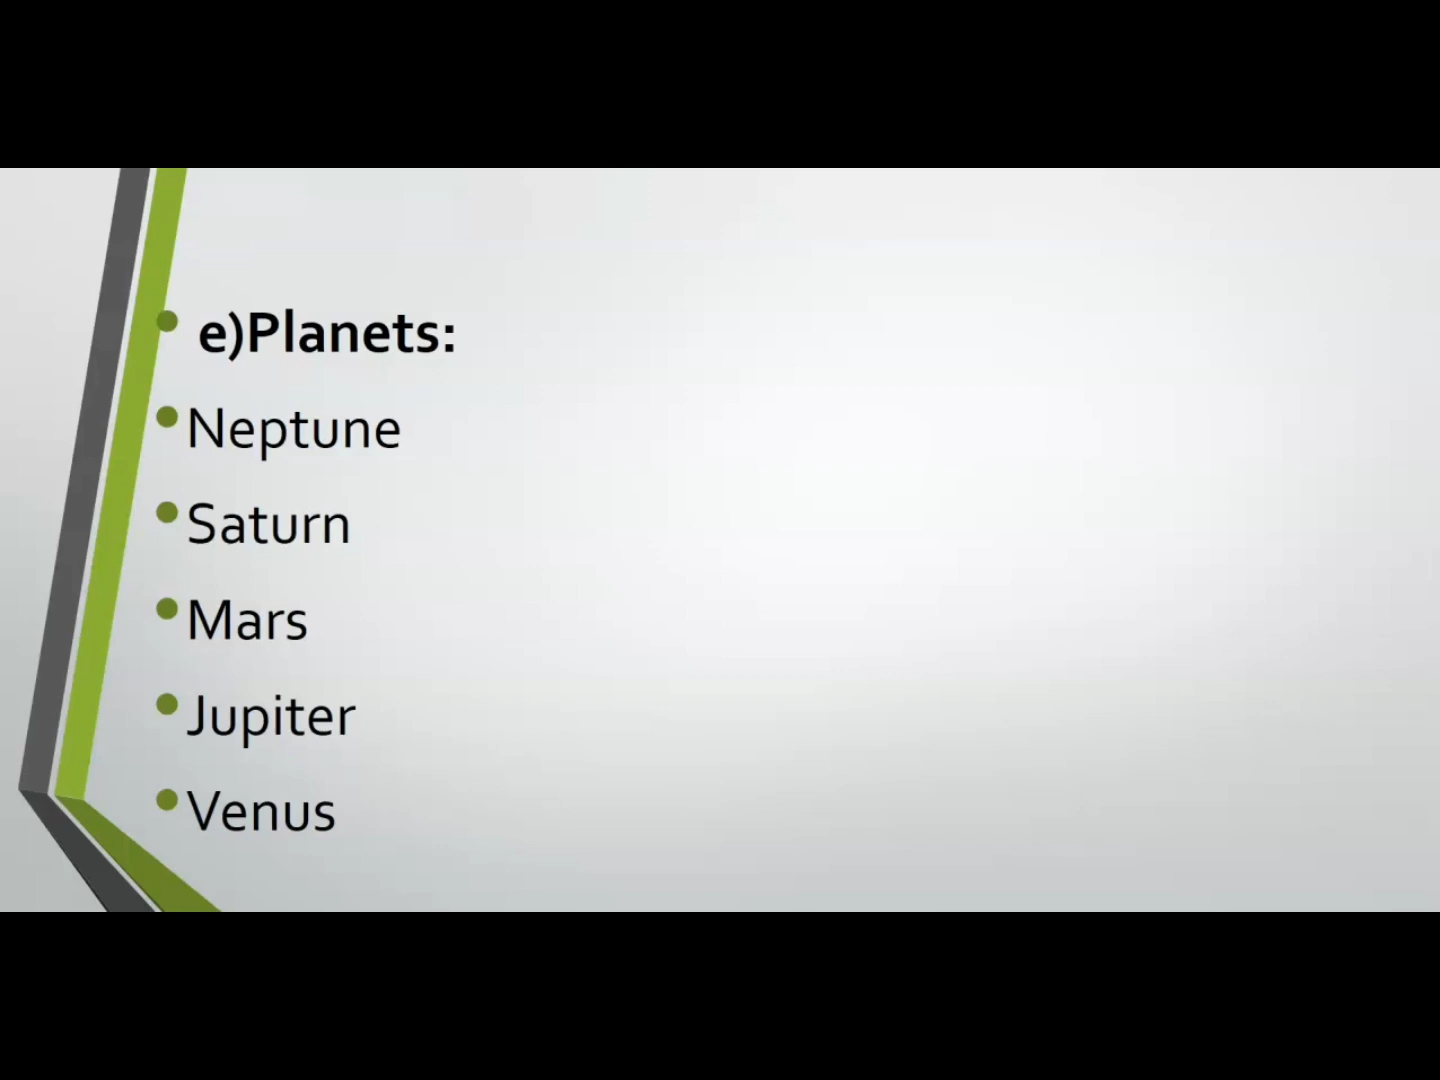 • e)Planets:
• Neptune
• Saturn
• Mars
• Jupiter
• Venus